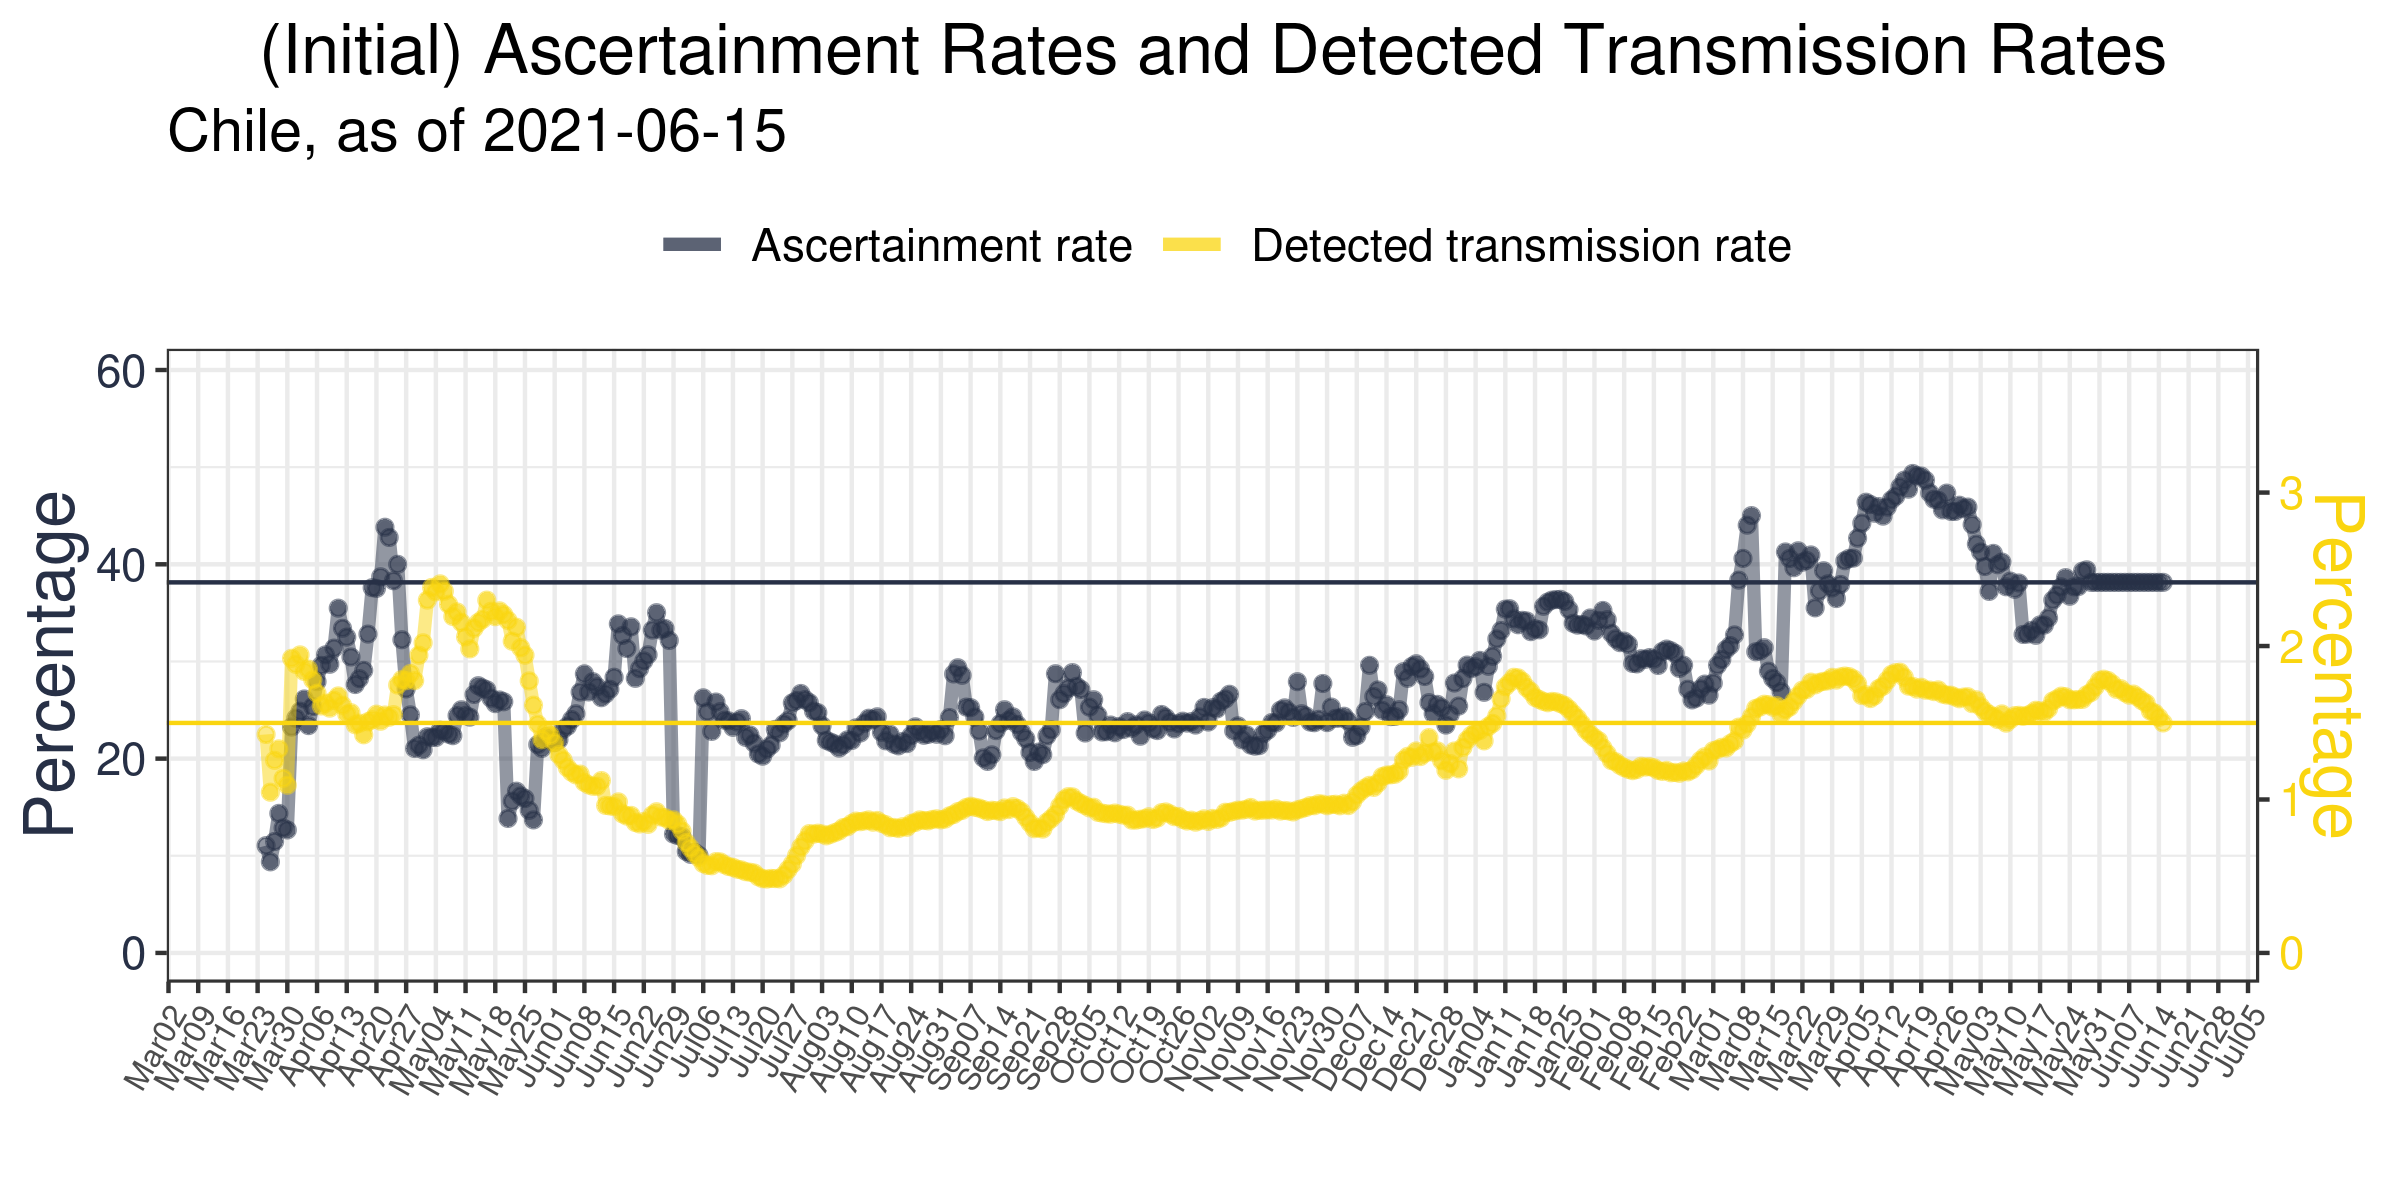 (Initial) Ascertainment Rates and Detected Transmission Rates
Chile, as of 2021-06-15
Ascertainment rate
Detected transmission rate
Percentage
60
40
20
0
3
2
1
0
Percentage
Mar02
Mar09
Mar16
Mar23
Mar30
Apr06
Apr13
Apr20
Apr27
May04
May11
May18
May25
Jun01
Jun08
Jun15
Jun22
Jun29
Jul06
Jul13
Jul20
Jul27
Aug03
Aug10
Aug17
Aug24
Aug31
Sep07
Sep14
Sep21
Sep28
Oct05
Oct12
Oct19
Oct26
Nov02
Nov09
Nov16
Nov23
Nov30
Dec07
Dec14
Dec21
Dec28
Jan04
Jan11
Jan18
Jan25
Feb01
Feb08
Feb15
Feb22
Mar01
Mar08
Mar15
Mar22
Mar29
Apr05
Apr12
Apr19
Apr26
May03
May10
May17
May24
May31
Jun07
Jun14
Jun21
Jun28
Jul05